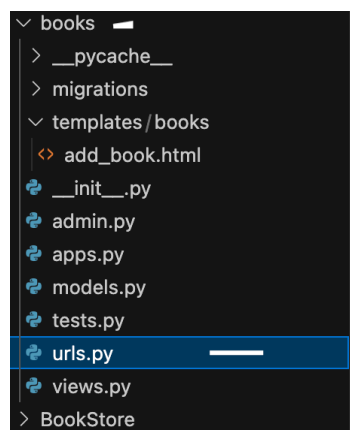 books
__pycache__
migrations
templates/books
add_book.html
__init__.py
admin.py
apps.py
models.py
tests.py
urls.py
views.py
BookStore